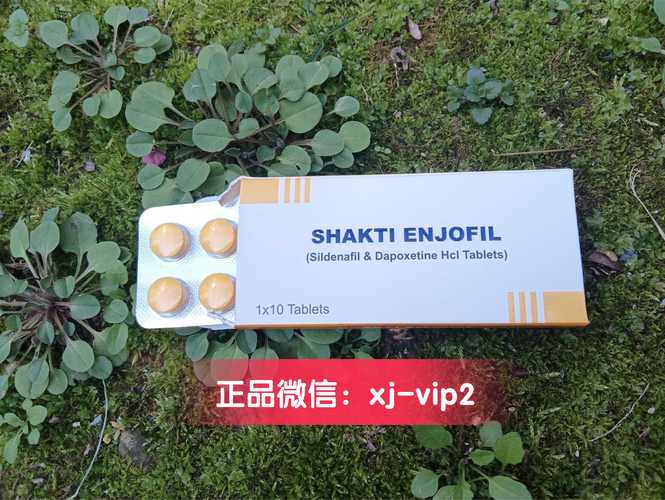 SHAKTI ENJOFIL
(Sildenafil & Dapoxetine Hcl Tablets)
1x10 Tablets
正品微信：xj-vip2